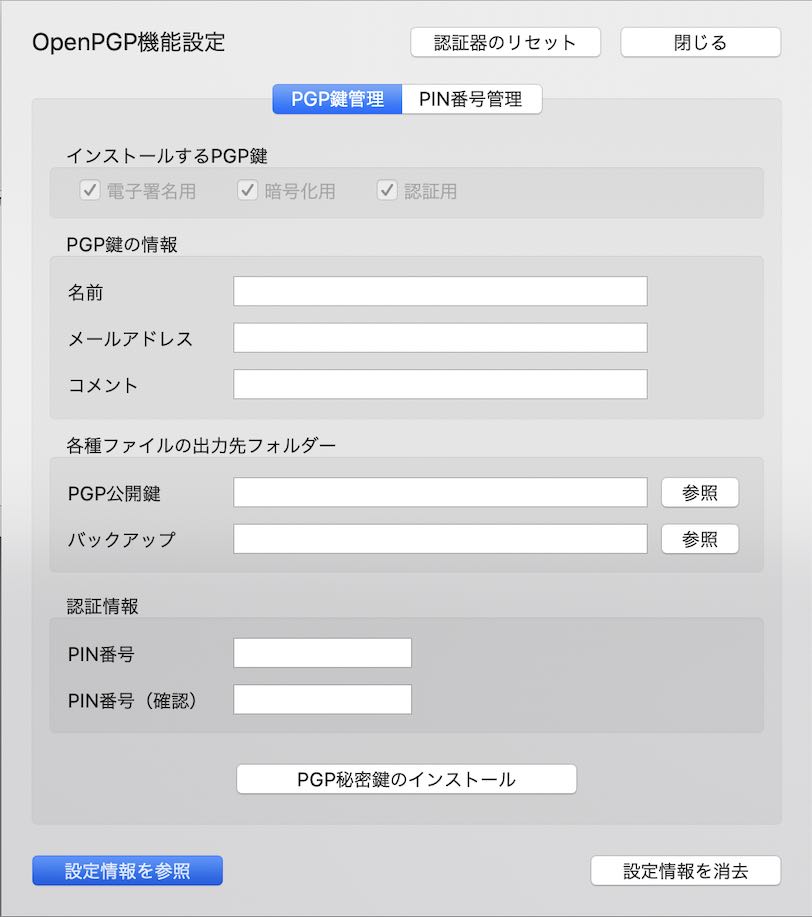 OpenPGP機能設定 認証器のリセット 閉じる
PGP鍵管理 PIN番号管理
インストールするPGP鍵
電子署名用 暗号化用 認証用
PGP鍵の情報
名前
メールアドレス
コメント
各種ファイルの出力先フォルダー
PGP公開鍵 参照
バックアップ 参照
認証情報
PIN番号
PIN番号（確認）
PGP秘密鍵のインストール
設定情報を参照 設定情報を消去